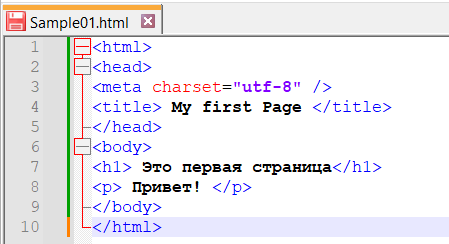 Sample01.html
1 <html>
2 <head>
3 <meta charset="utf-8" />
4 <title> My first Page </title>
5 </head>
6 <body>
7 <h1> Это первая страница</h1>
8 <p> Привет! </p>
9 </body>
10 </html>